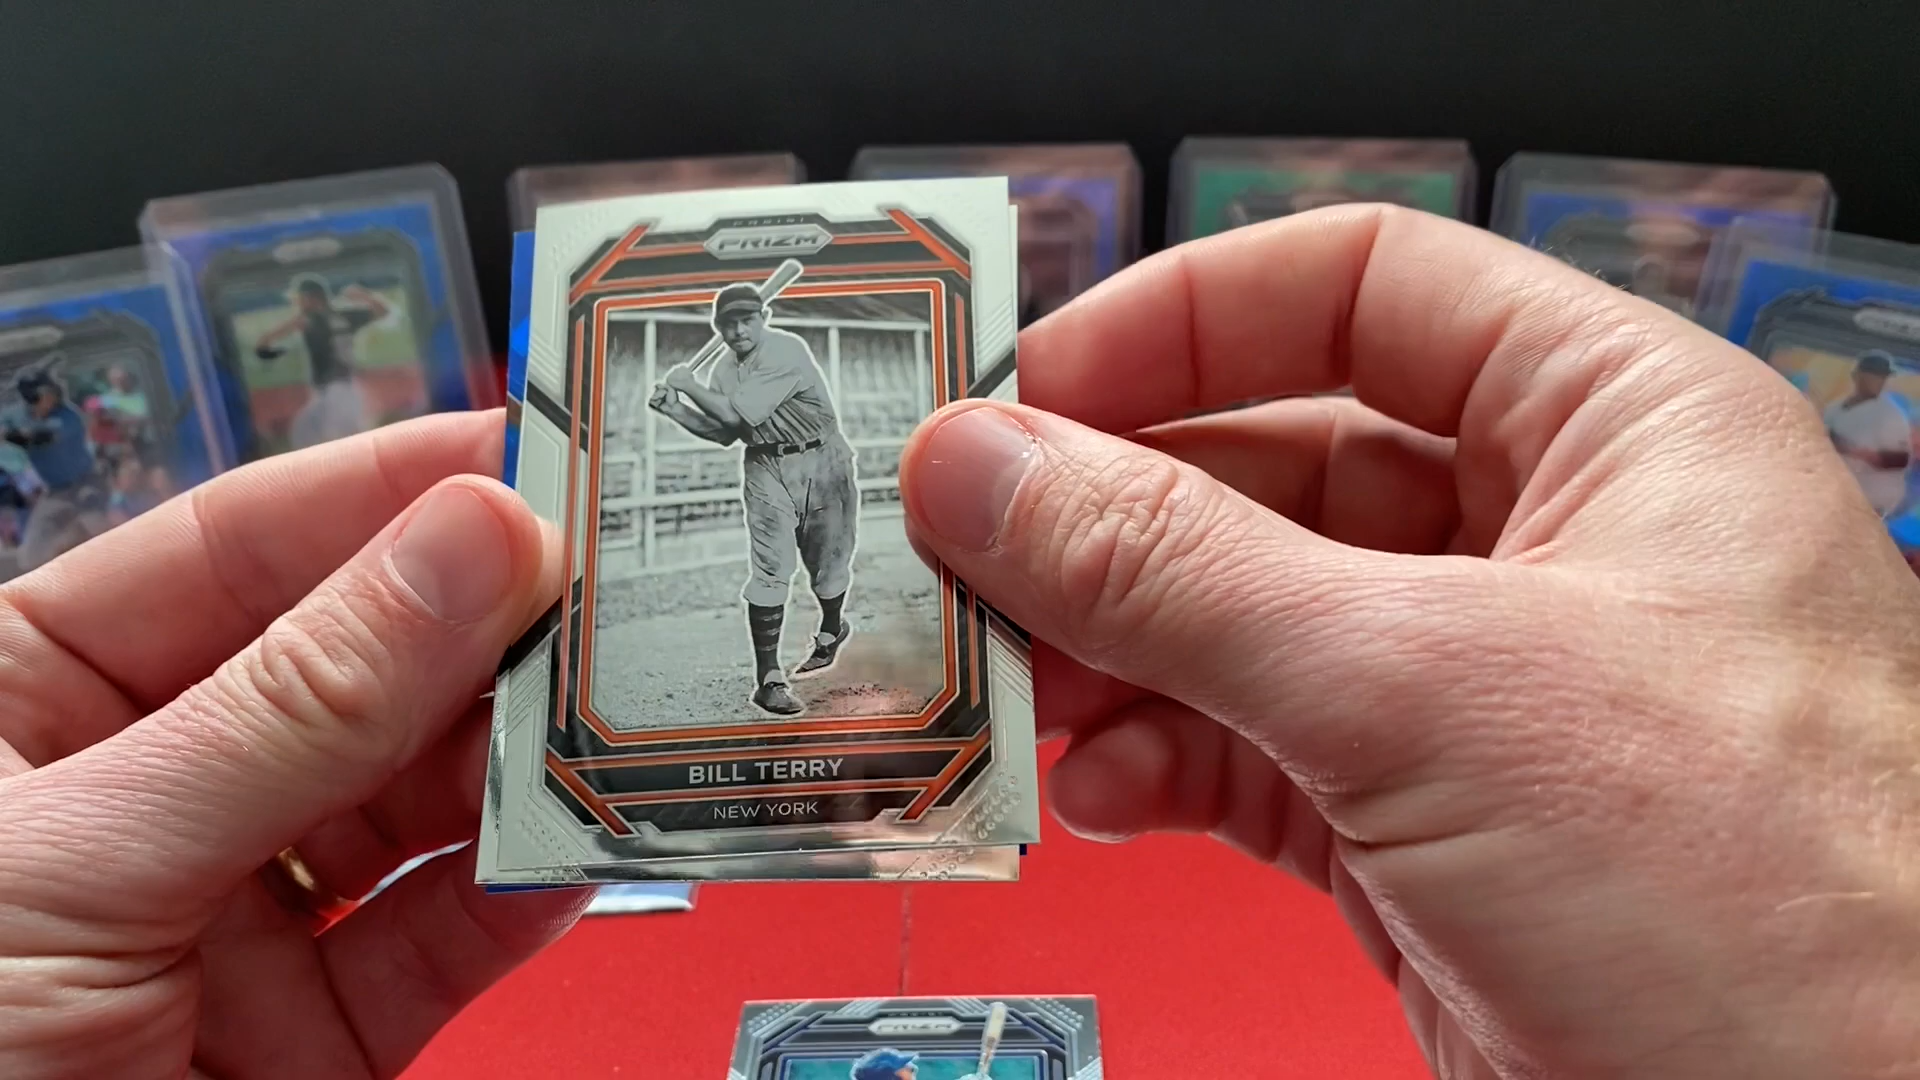 PANINI
PRIZM
BILL TERRY
NEW YORK
PANINI
PRIZM